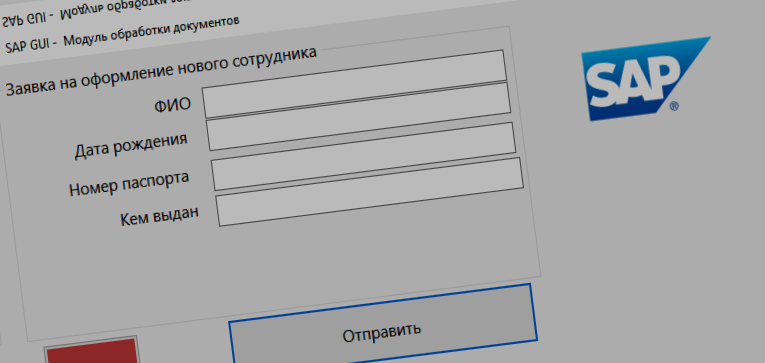 SAP GUI - Модуль обработки
SAP GUI - Модуль обработки документов
Заявка на оформление нового сотрудника
ФИО
Дата рождения
Номер паспорта
Кем выдан
Отправить
SAP®